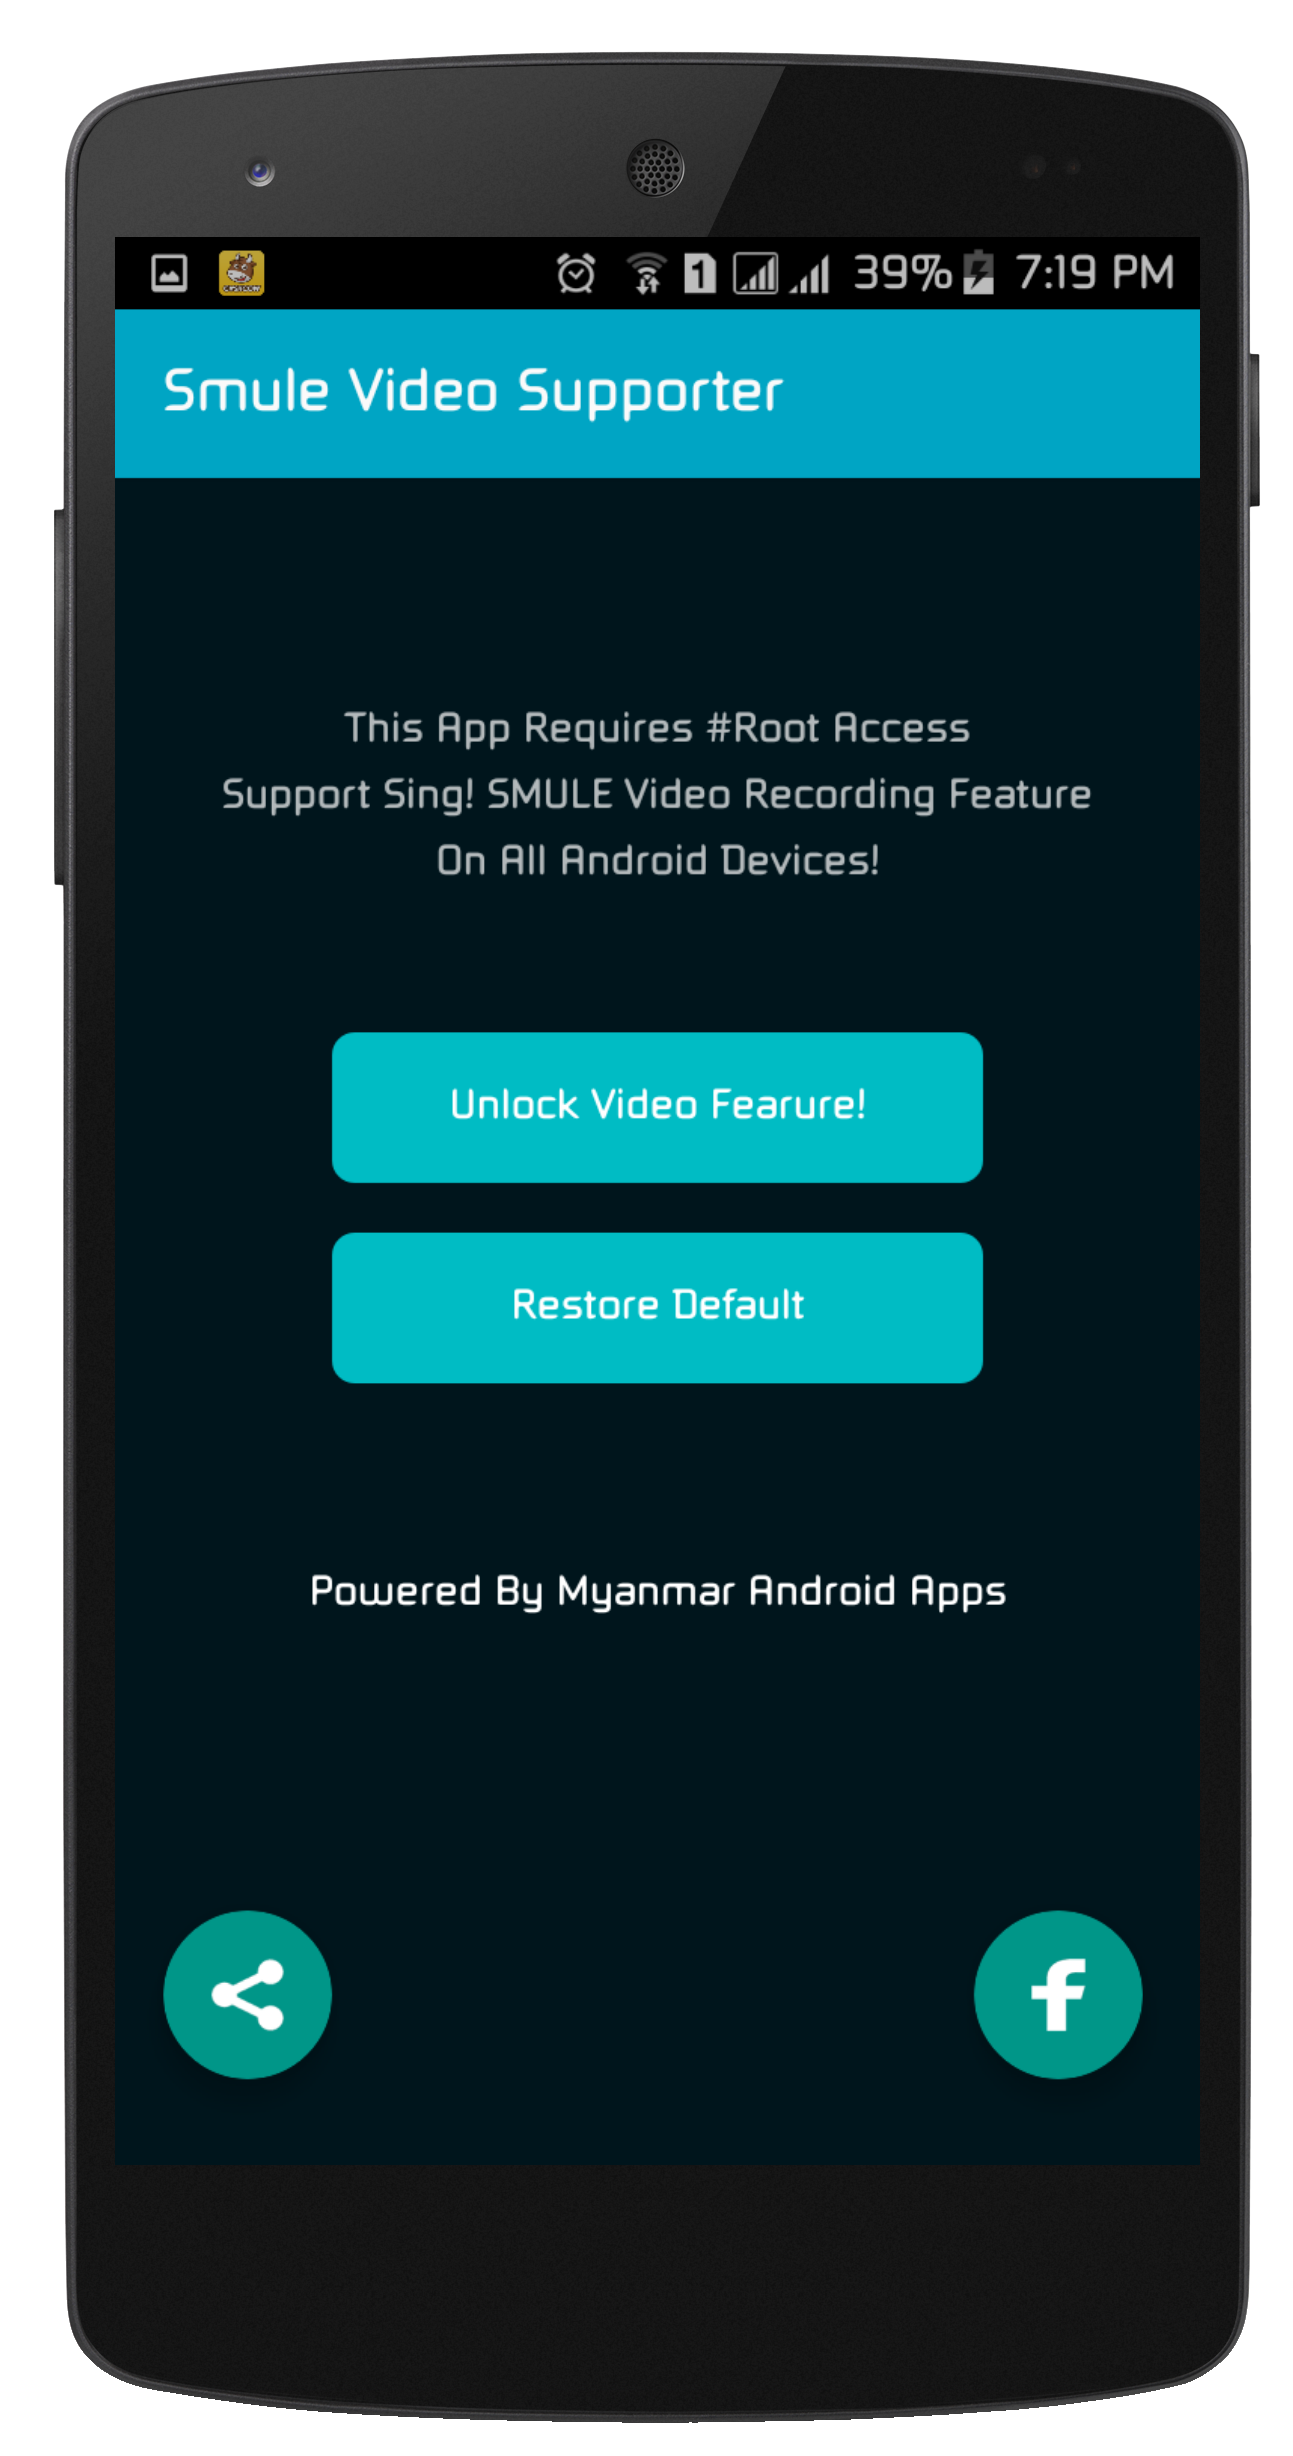 39% 7:19 PM
Smule Video Supporter
This App Requires #Root Access
Support Sing! SMULE Video Recording Feature
On All Android Devices!
Unlock Video Fearure!
Restore Default
Powered By Myanmar Android Apps